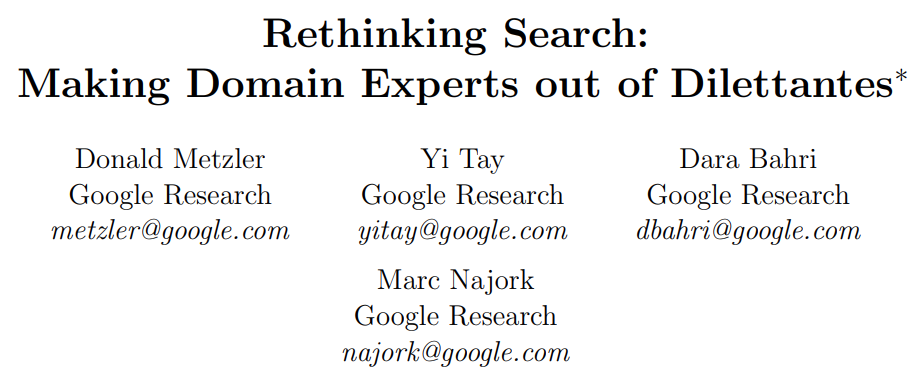 Rethinking Search:
Making Domain Experts out of Dilettantes*
Donald Metzler
Google Research
metzler@google.com
Yi Tay
Google Research
yitay@google.com
Dara Bahri
Google Research
dbahri@google.com
Marc Najork
Google Research
najork@google.com